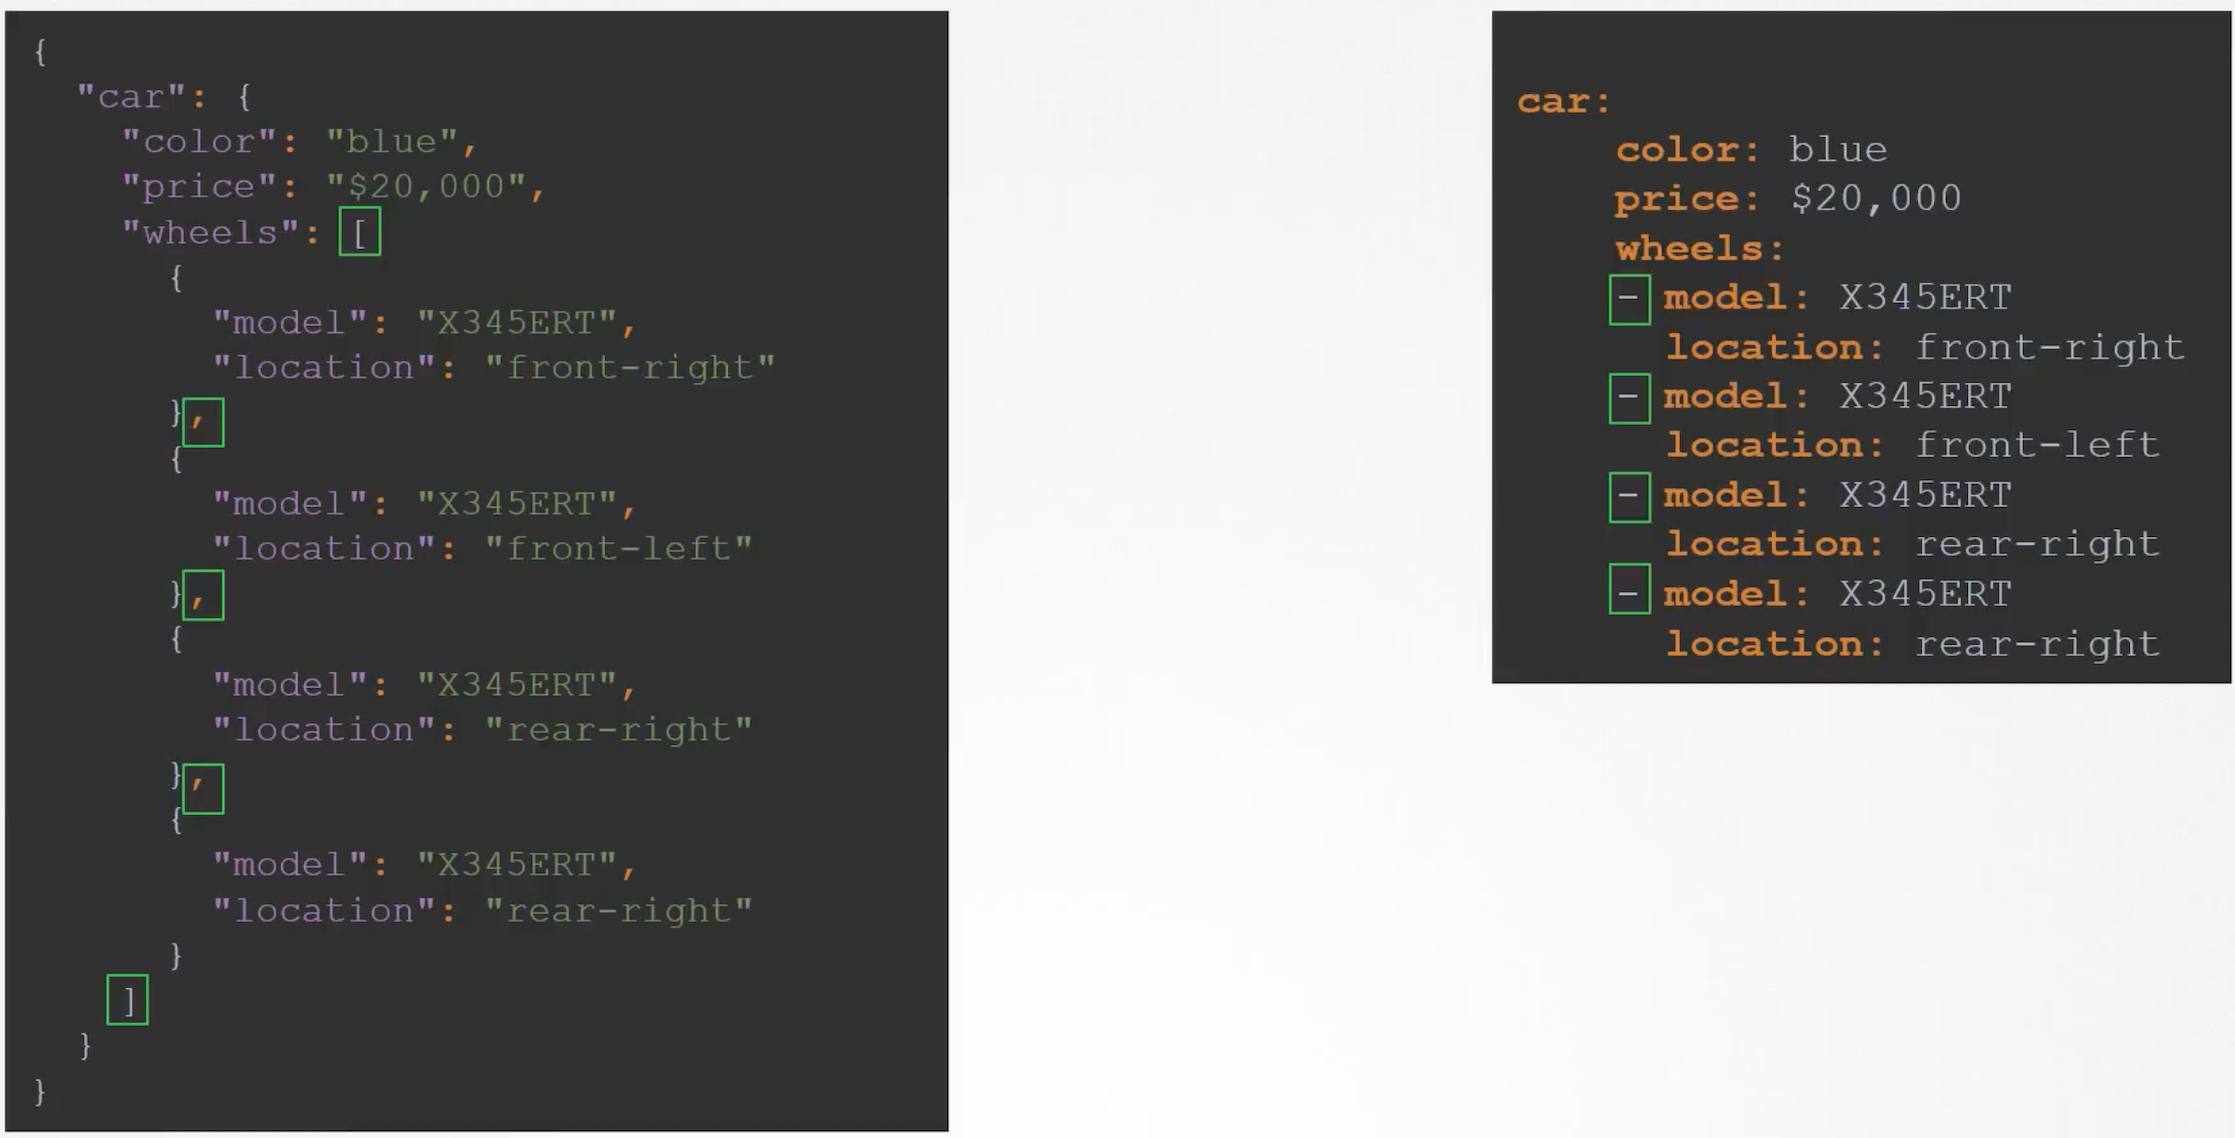 {
"car": {
"color": "blue",
"price": "$20,000",
"wheels": [
{
"model": "X345ERT",
"location": "front-right"
},
{
"model": "X345ERT",
"location": "front-left"
},
{
"model": "X345ERT",
"location": "rear-right"
},
{
"model": "X345ERT",
"location": "rear-right"
}
]
}
}
car:
color: blue
price: $20,000
wheels:
- model: X345ERT
location: front-right
- model: X345ERT
location: front-left
- model: X345ERT
location: rear-right
- model: X345ERT
location: rear-right